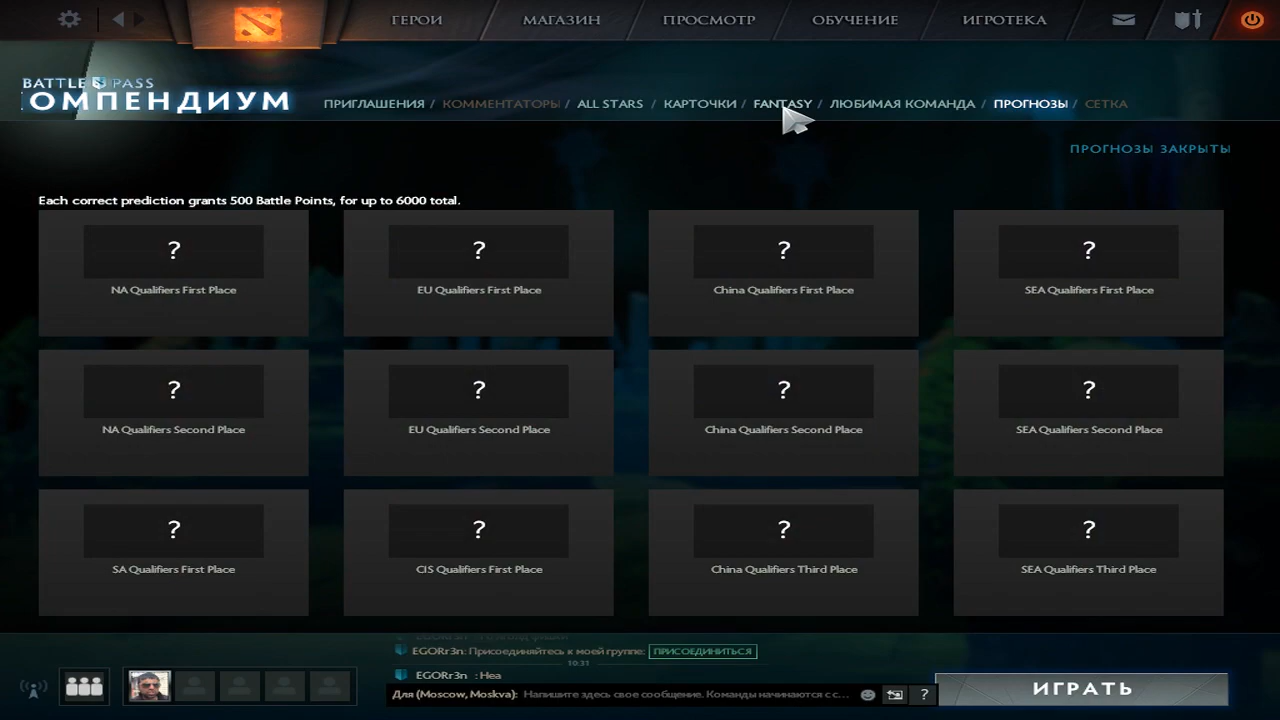 ГЕРОИ МАГАЗИН ПРОСМОТР ОБУЧЕНИЕ ИГРОТЕКА
BATTLE PASS
ОМПЕНДИУМ
ПРИГЛАШЕНИЯ / КОММЕНТАТОРЫ / ALL STARS / КАРТОЧКИ / FANTASY / ЛЮБИМАЯ КОМАНДА / ПРОГНОЗЫ / СЕТКА
ПРОГНОЗЫ ЗАКРЫТЫ
Each correct prediction grants 500 Battle Points, for up to 6000 total.
? ? ? ?
NA Qualifiers First Place EU Qualifiers First Place China Qualifiers First Place SEA Qualifiers First Place
? ? ? ?
NA Qualifiers Second Place EU Qualifiers Second Place China Qualifiers Second Place SEA Qualifiers Second Place
? ? ? ?
SA Qualifiers First Place CIS Qualifiers First Place China Qualifiers Third Place SEA Qualifiers Third Place
EGORr3n: Присоединяйтесь к моей группе: ПРИСОЕДИНИТЬСЯ
10:31
EGORr3n : Неа
Для (Moscow, Moskva): Напишите здесь свое сообщение. Команды начинаются с с... ?
ИГРАТЬ